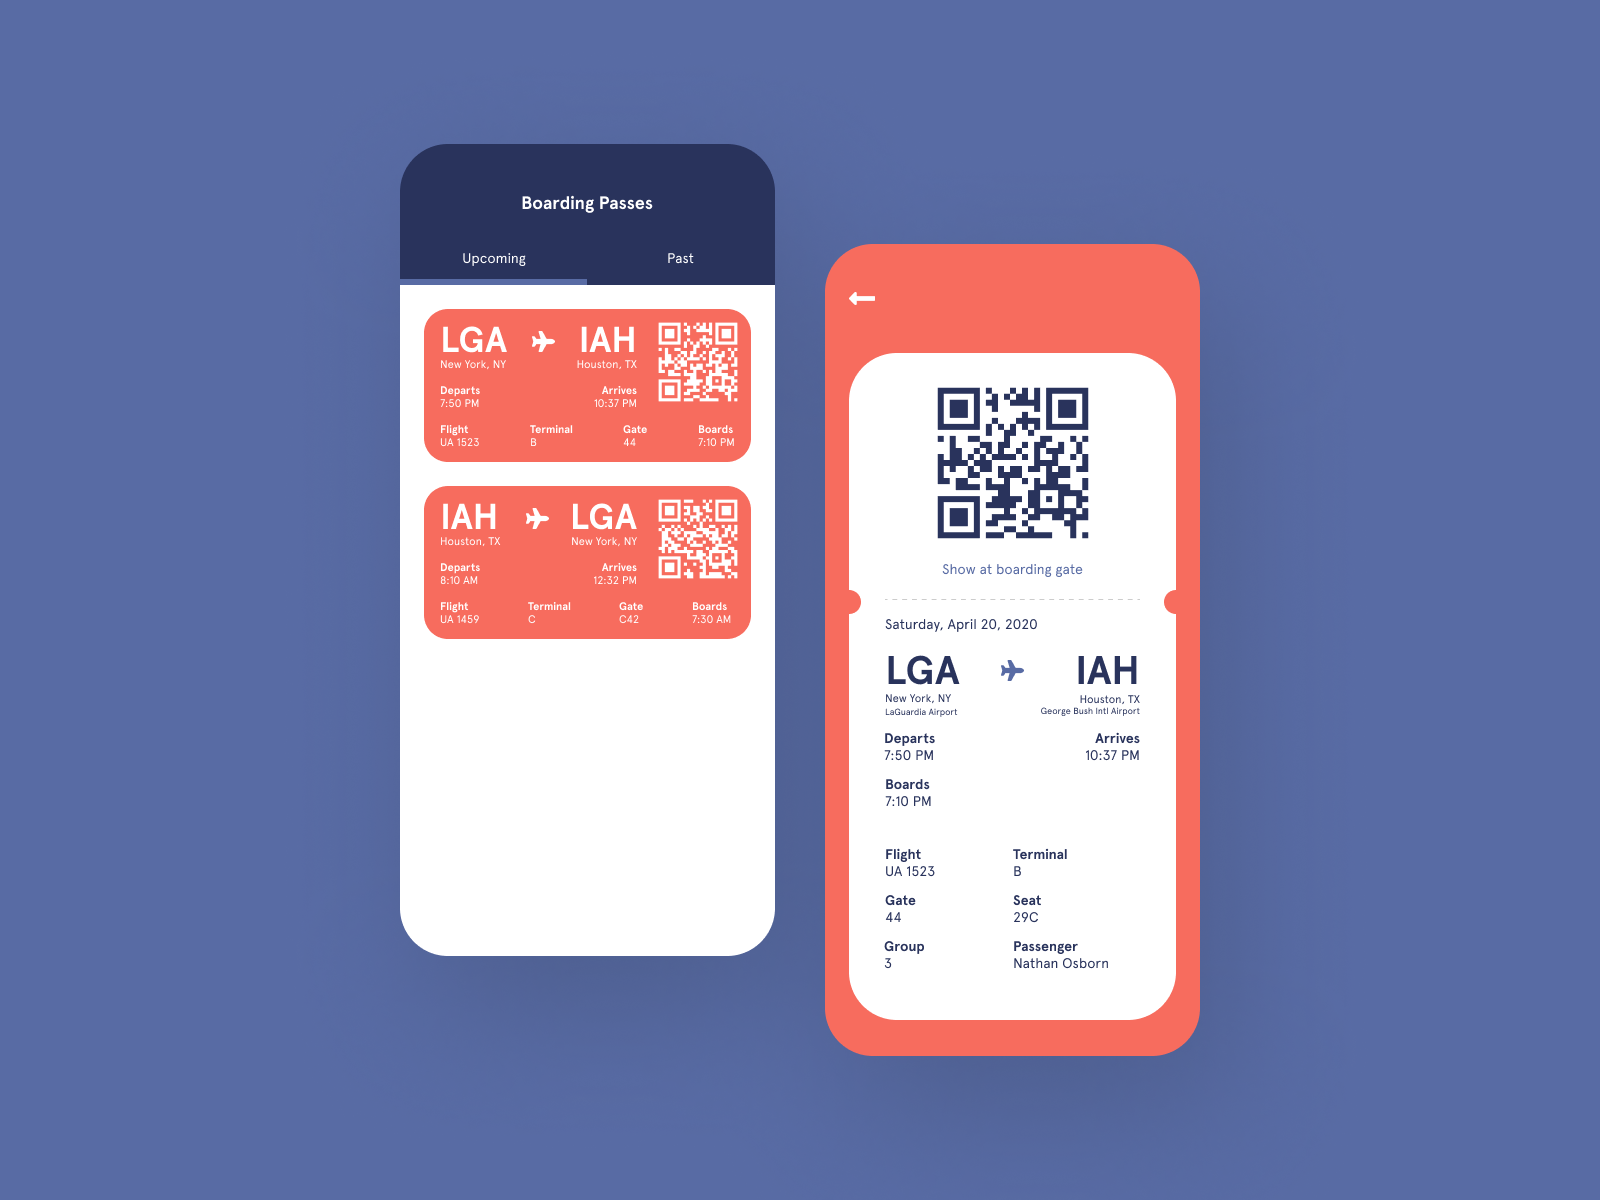 Boarding Passes
Upcoming Past
LGA IAH
New York, NY Houston, TX
Departs Arrives
7:50 PM 10:37 PM
Flight Terminal Gate Boards
UA 1523 B 44 7:10 PM
IAH LGA
Houston, TX New York, NY
Departs Arrives
8:10 AM 12:32 PM
Flight Terminal Gate Boards
UA 1459 C C42 7:30 AM
Show at boarding gate
Saturday, April 20, 2020
LGA IAH
New York, NY Houston, TX
LaGuardia Airport George Bush Intl Airport
Departs Arrives
7:50 PM 10:37 PM
Boards
7:10 PM
Flight Terminal
UA 1523 B
Gate Seat
44 29C
Group Passenger
3 Nathan Osborn